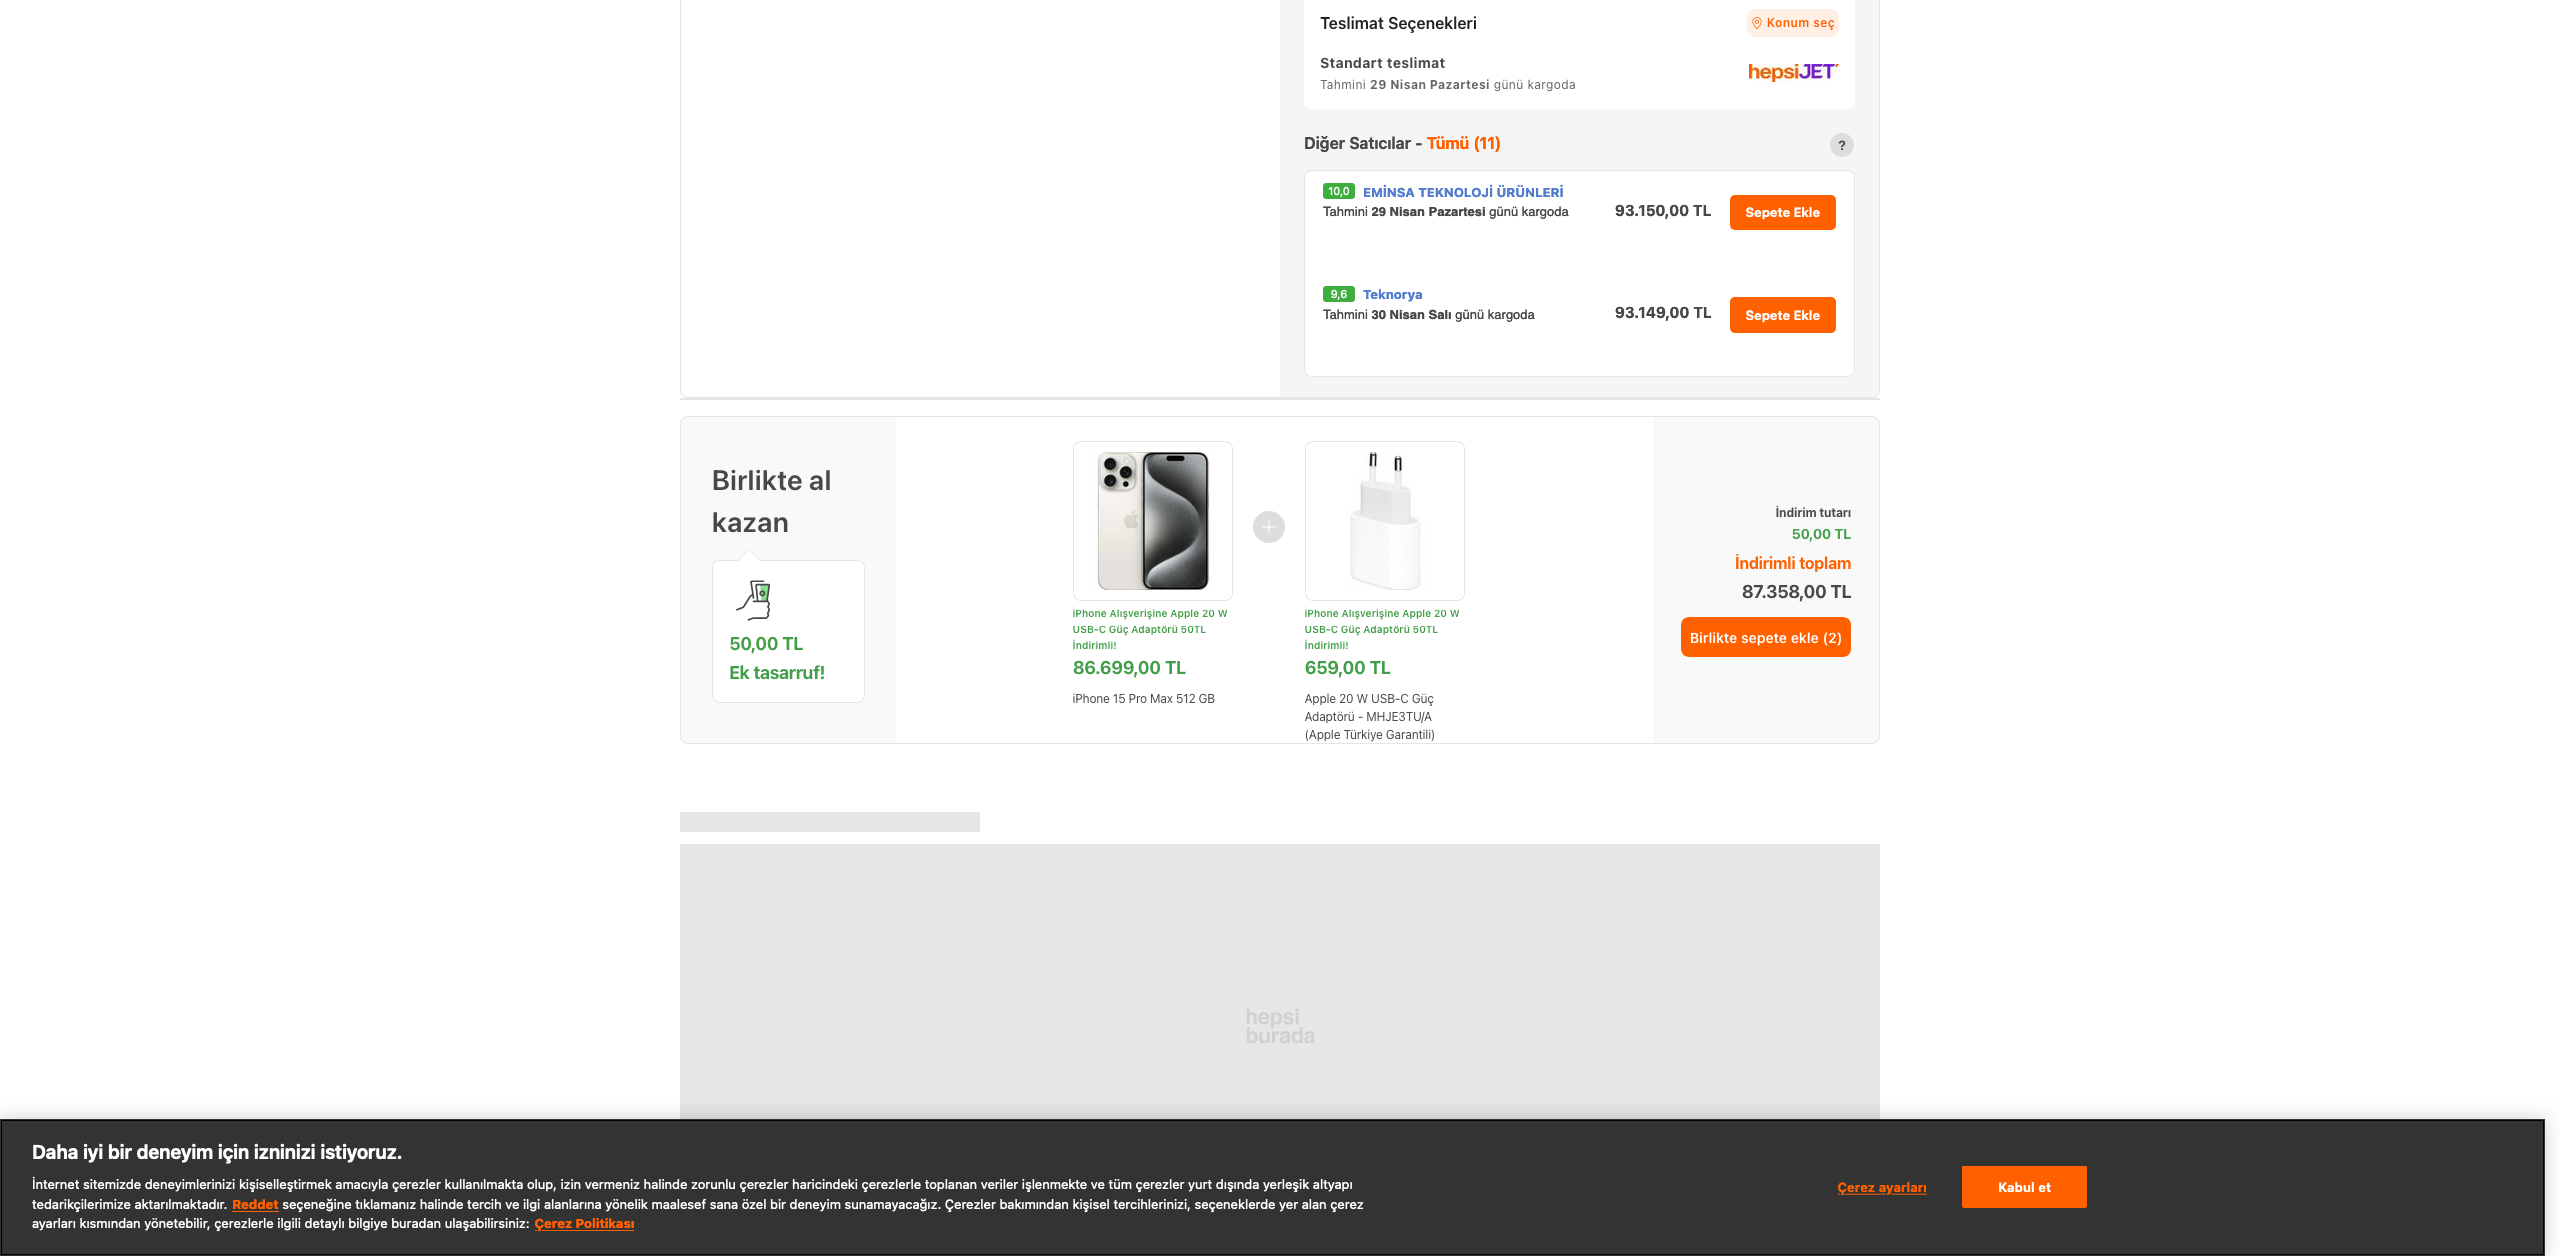 Teslimat Seçenekleri
Konum seç
Standart teslimat
Tahmini 29 Nisan Pazartesi günü kargoda
hepsiJET
Diğer Satıcılar - Tümü (11)
?
10,0 EMİNSA TEKNOLOJİ ÜRÜNLERİ
Tahmini 29 Nisan Pazartesi günü kargoda
93.150,00 TL
Sepete Ekle
9,6 Teknorya
Tahmini 30 Nisan Salı günü kargoda
93.149,00 TL
Sepete Ekle
Birlikte al
kazan
50,00 TL
Ek tasarruf!
iPhone Alışverişine Apple 20 W
USB-C Güç Adaptörü 50TL
İndirimli!
86.699,00 TL
iPhone 15 Pro Max 512 GB
iPhone Alışverişine Apple 20 W
USB-C Güç Adaptörü 50TL
İndirimli!
659,00 TL
Apple 20 W USB-C Güç
Adaptörü - MHJE3TU/A
(Apple Türkiye Garantili)
İndirim tutarı
50,00 TL
İndirimli toplam
87.358,00 TL
Birlikte sepete ekle (2)
hepsi
burada
Daha iyi bir deneyim için izninizi istiyoruz.
İnternet sitemizde deneyimlerinizi kişiselleştirmek amacıyla çerezler kullanılmakta olup, izin vermeniz halinde zorunlu çerezler haricindeki çerezlerle toplanan veriler işlenmekte ve tüm çerezler yurt dışında yerleşik altyapı
tedarikçilerimize aktarılmaktadır. Reddet seçeneğine tıklamanız halinde tercih ve ilgi alanlarına yönelik maalesef sana özel bir deneyim sunamayacağız. Çerezler bakımından kişisel tercihlerinizi, seçeneklerde yer alan çerez
ayarları kısmından yönetebilir, çerezlerle ilgili detaylı bilgiye buradan ulaşabilirsiniz: Çerez Politikası
Çerez ayarları
Kabul et